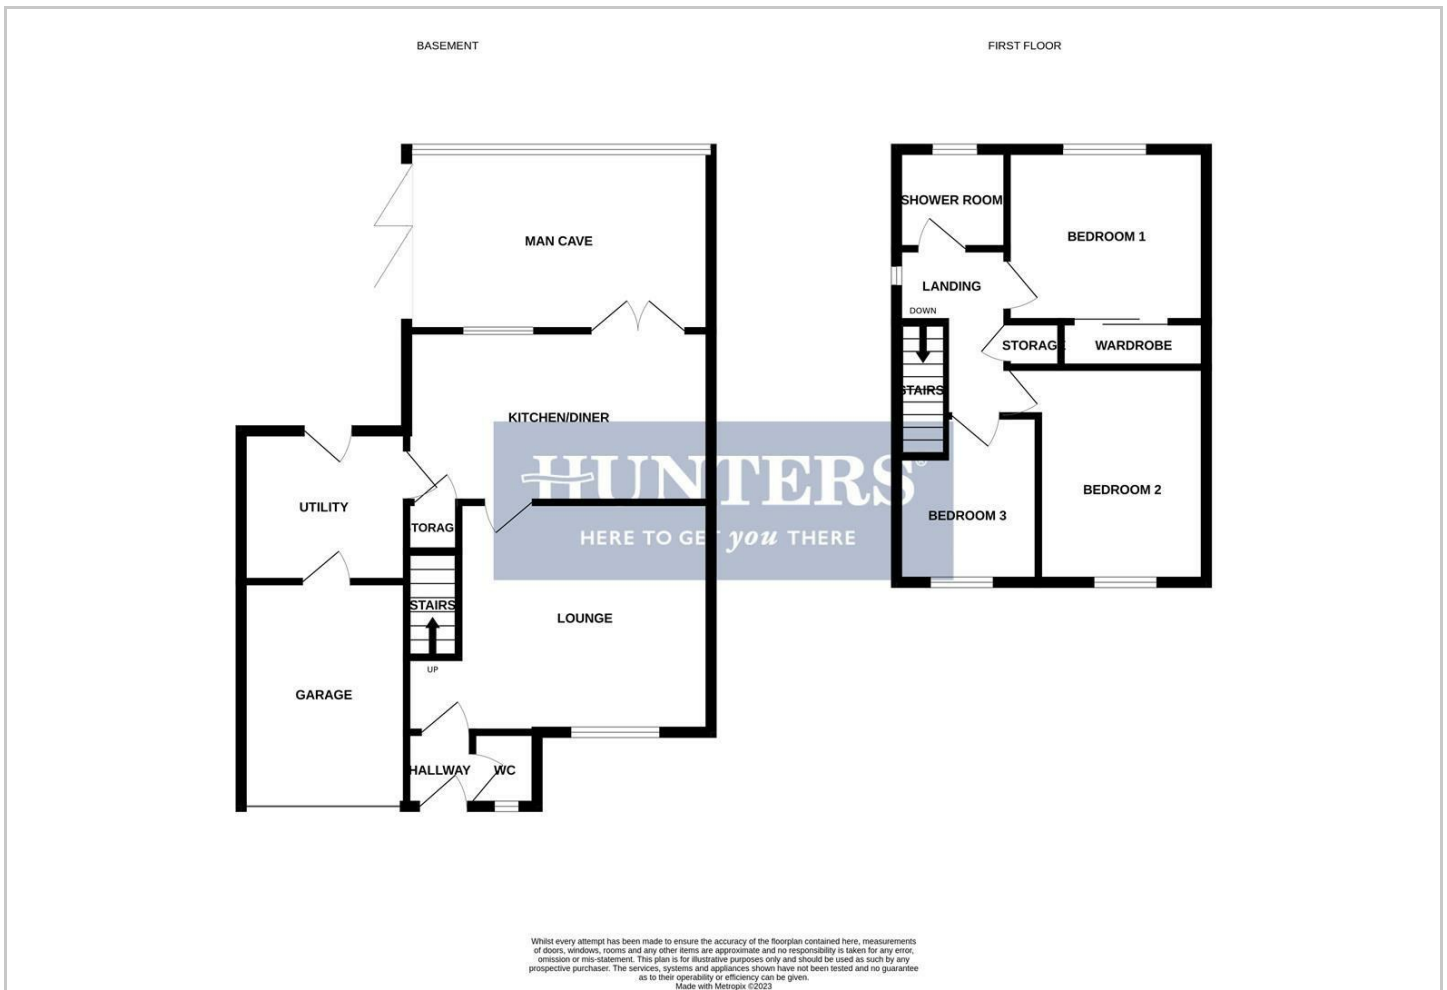 BASEMENT
FIRST FLOOR
MAN CAVE
KITCHEN/DINER
UTILITY
STORAG
STAIRS
UP
LOUNGE
GARAGE
HALLWAY
WC
SHOWER ROOM
BEDROOM 1
LANDING
DOWN
STORAGE
WARDROBE
STAIRS
BEDROOM 2
BEDROOM 3
HUNTERS®
HERE TO GET you THERE
Whilst every attempt has been made to ensure the accuracy of the floorplan contained here, measurements
of doors, windows, rooms and any other items are approximate and no responsibility is taken for any error,
omission or mis-statement. This plan is for illustrative purposes only and should be used as such by any
prospective purchaser. The services, systems and appliances shown have not been tested and no guarantee
as to their operability or efficiency can be given.
Made with Metropix ©2023